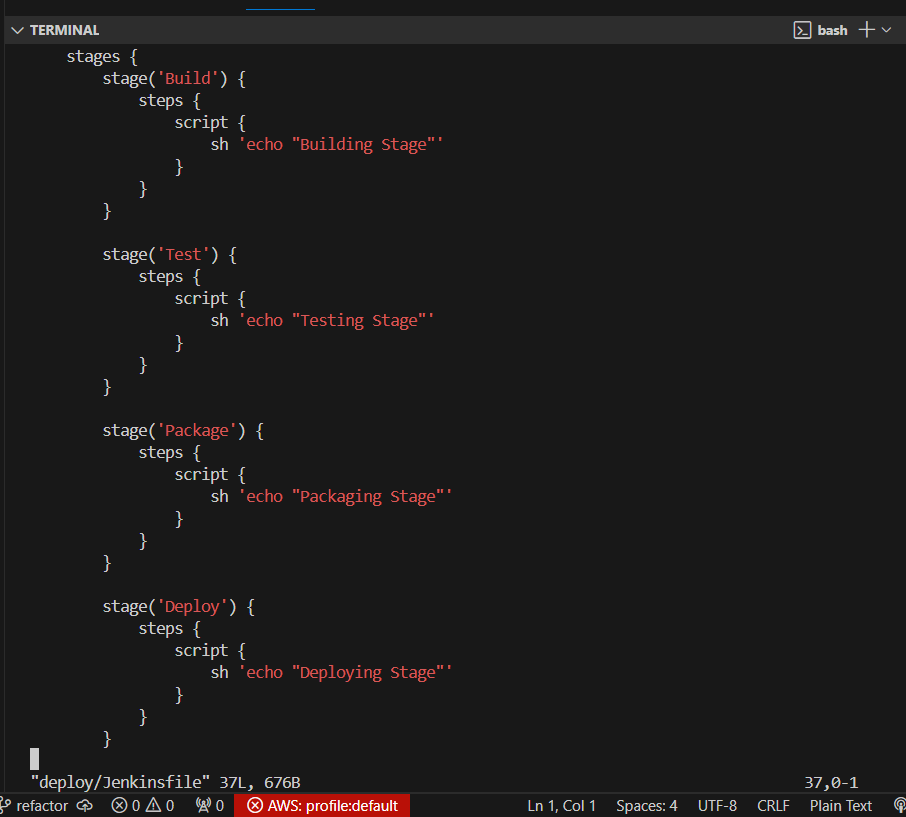 TERMINAL bash
stages {
stage('Build') {
steps {
script {
sh 'echo "Building Stage"'
}
}
}
stage('Test') {
steps {
script {
sh 'echo "Testing Stage"'
}
}
}
stage('Package') {
steps {
script {
sh 'echo "Packaging Stage"'
}
}
}
stage('Deploy') {
steps {
script {
sh 'echo "Deploying Stage"'
}
}
}
"deploy/Jenkinsfile" 37L, 676B 37,0-1
refactor 0 0 0 AWS: profile:default Ln 1, Col 1 Spaces: 4 UTF-8 CRLF Plain Text